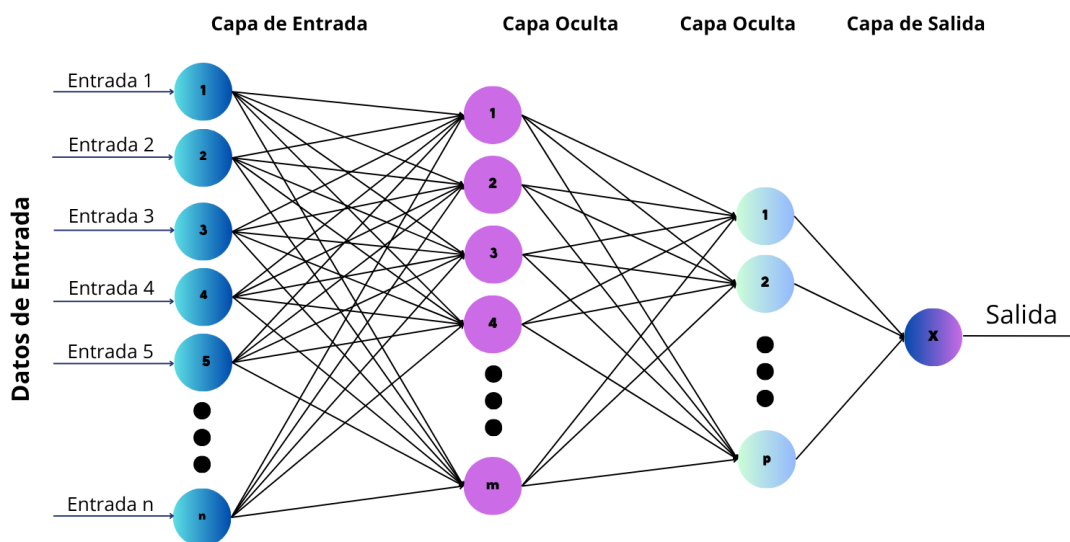 Capa de Entrada
Capa Oculta
Capa Oculta
Capa de Salida
Datos de Entrada
Entrada 1
Entrada 2
Entrada 3
Entrada 4
Entrada 5
Entrada n
1
2
3
4
5
n
1
2
3
4
m
1
2
p
X
Salida